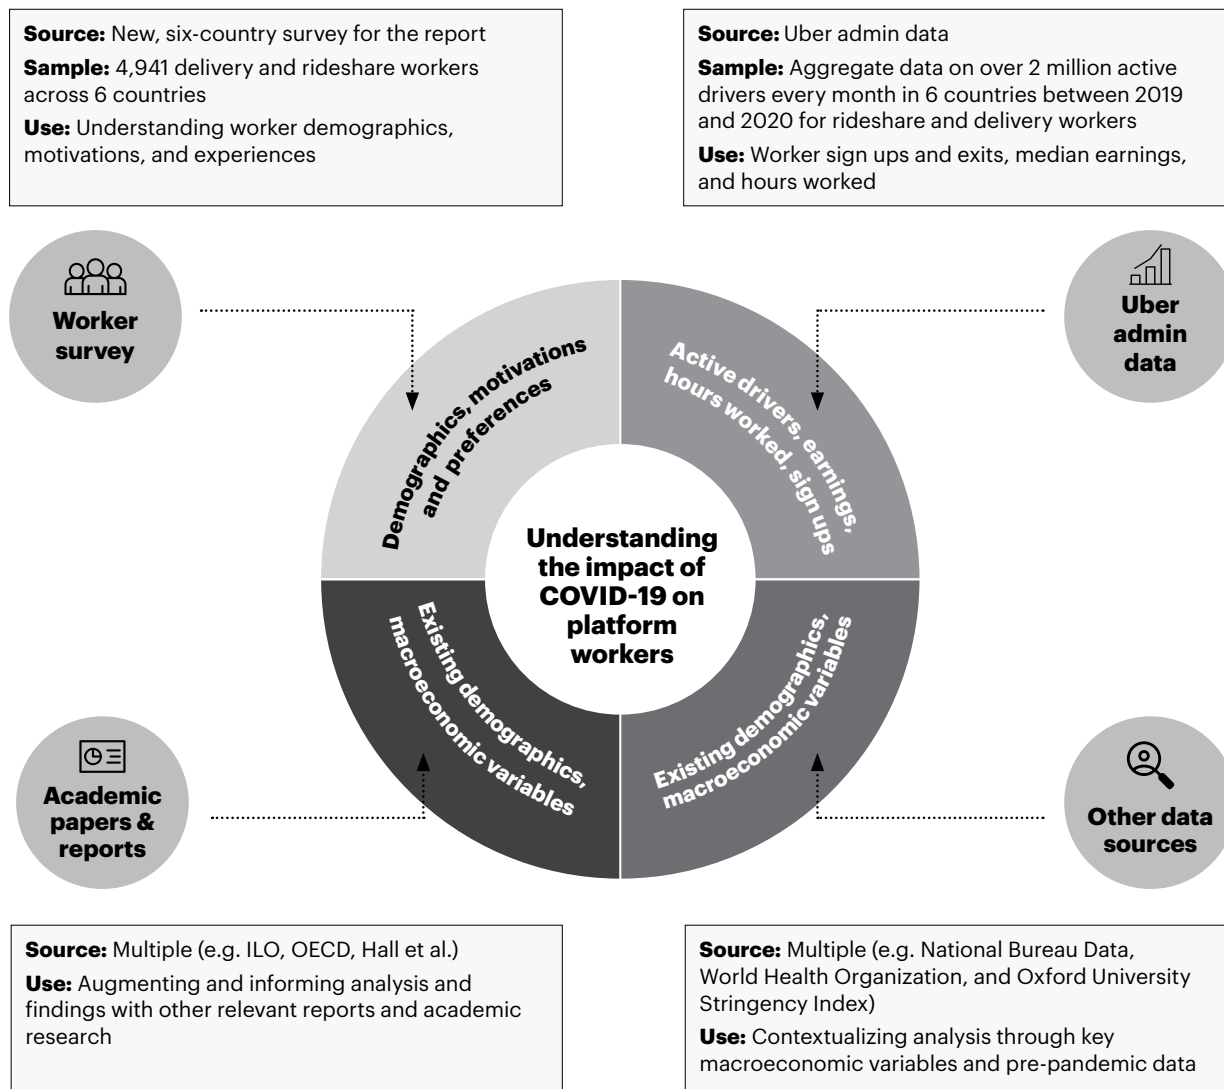 Source: New, six-country survey for the report
Sample: 4,941 delivery and rideshare workers
across 6 countries
Use: Understanding worker demographics,
motivations, and experiences
Source: Uber admin data
Sample: Aggregate data on over 2 million active
drivers every month in 6 countries between 2019
and 2020 for rideshare and delivery workers
Use: Worker sign ups and exits, median earnings,
and hours worked
Worker
survey
Uber
admin
data
Demographics, motivations
and preferences
Active drivers, earnings,
hours worked, sign ups
Understanding
the impact of
COVID-19 on
platform
workers
Existing demographics,
macroeconomic variables
Existing demographics,
macroeconomic variables
Academic
papers &
reports
Other data
sources
Source: Multiple (e.g. ILO, OECD, Hall et al.)
Use: Augmenting and informing analysis and
findings with other relevant reports and academic
research
Source: Multiple (e.g. National Bureau Data,
World Health Organization, and Oxford University
Stringency Index)
Use: Contextualizing analysis through key
macroeconomic variables and pre-pandemic data